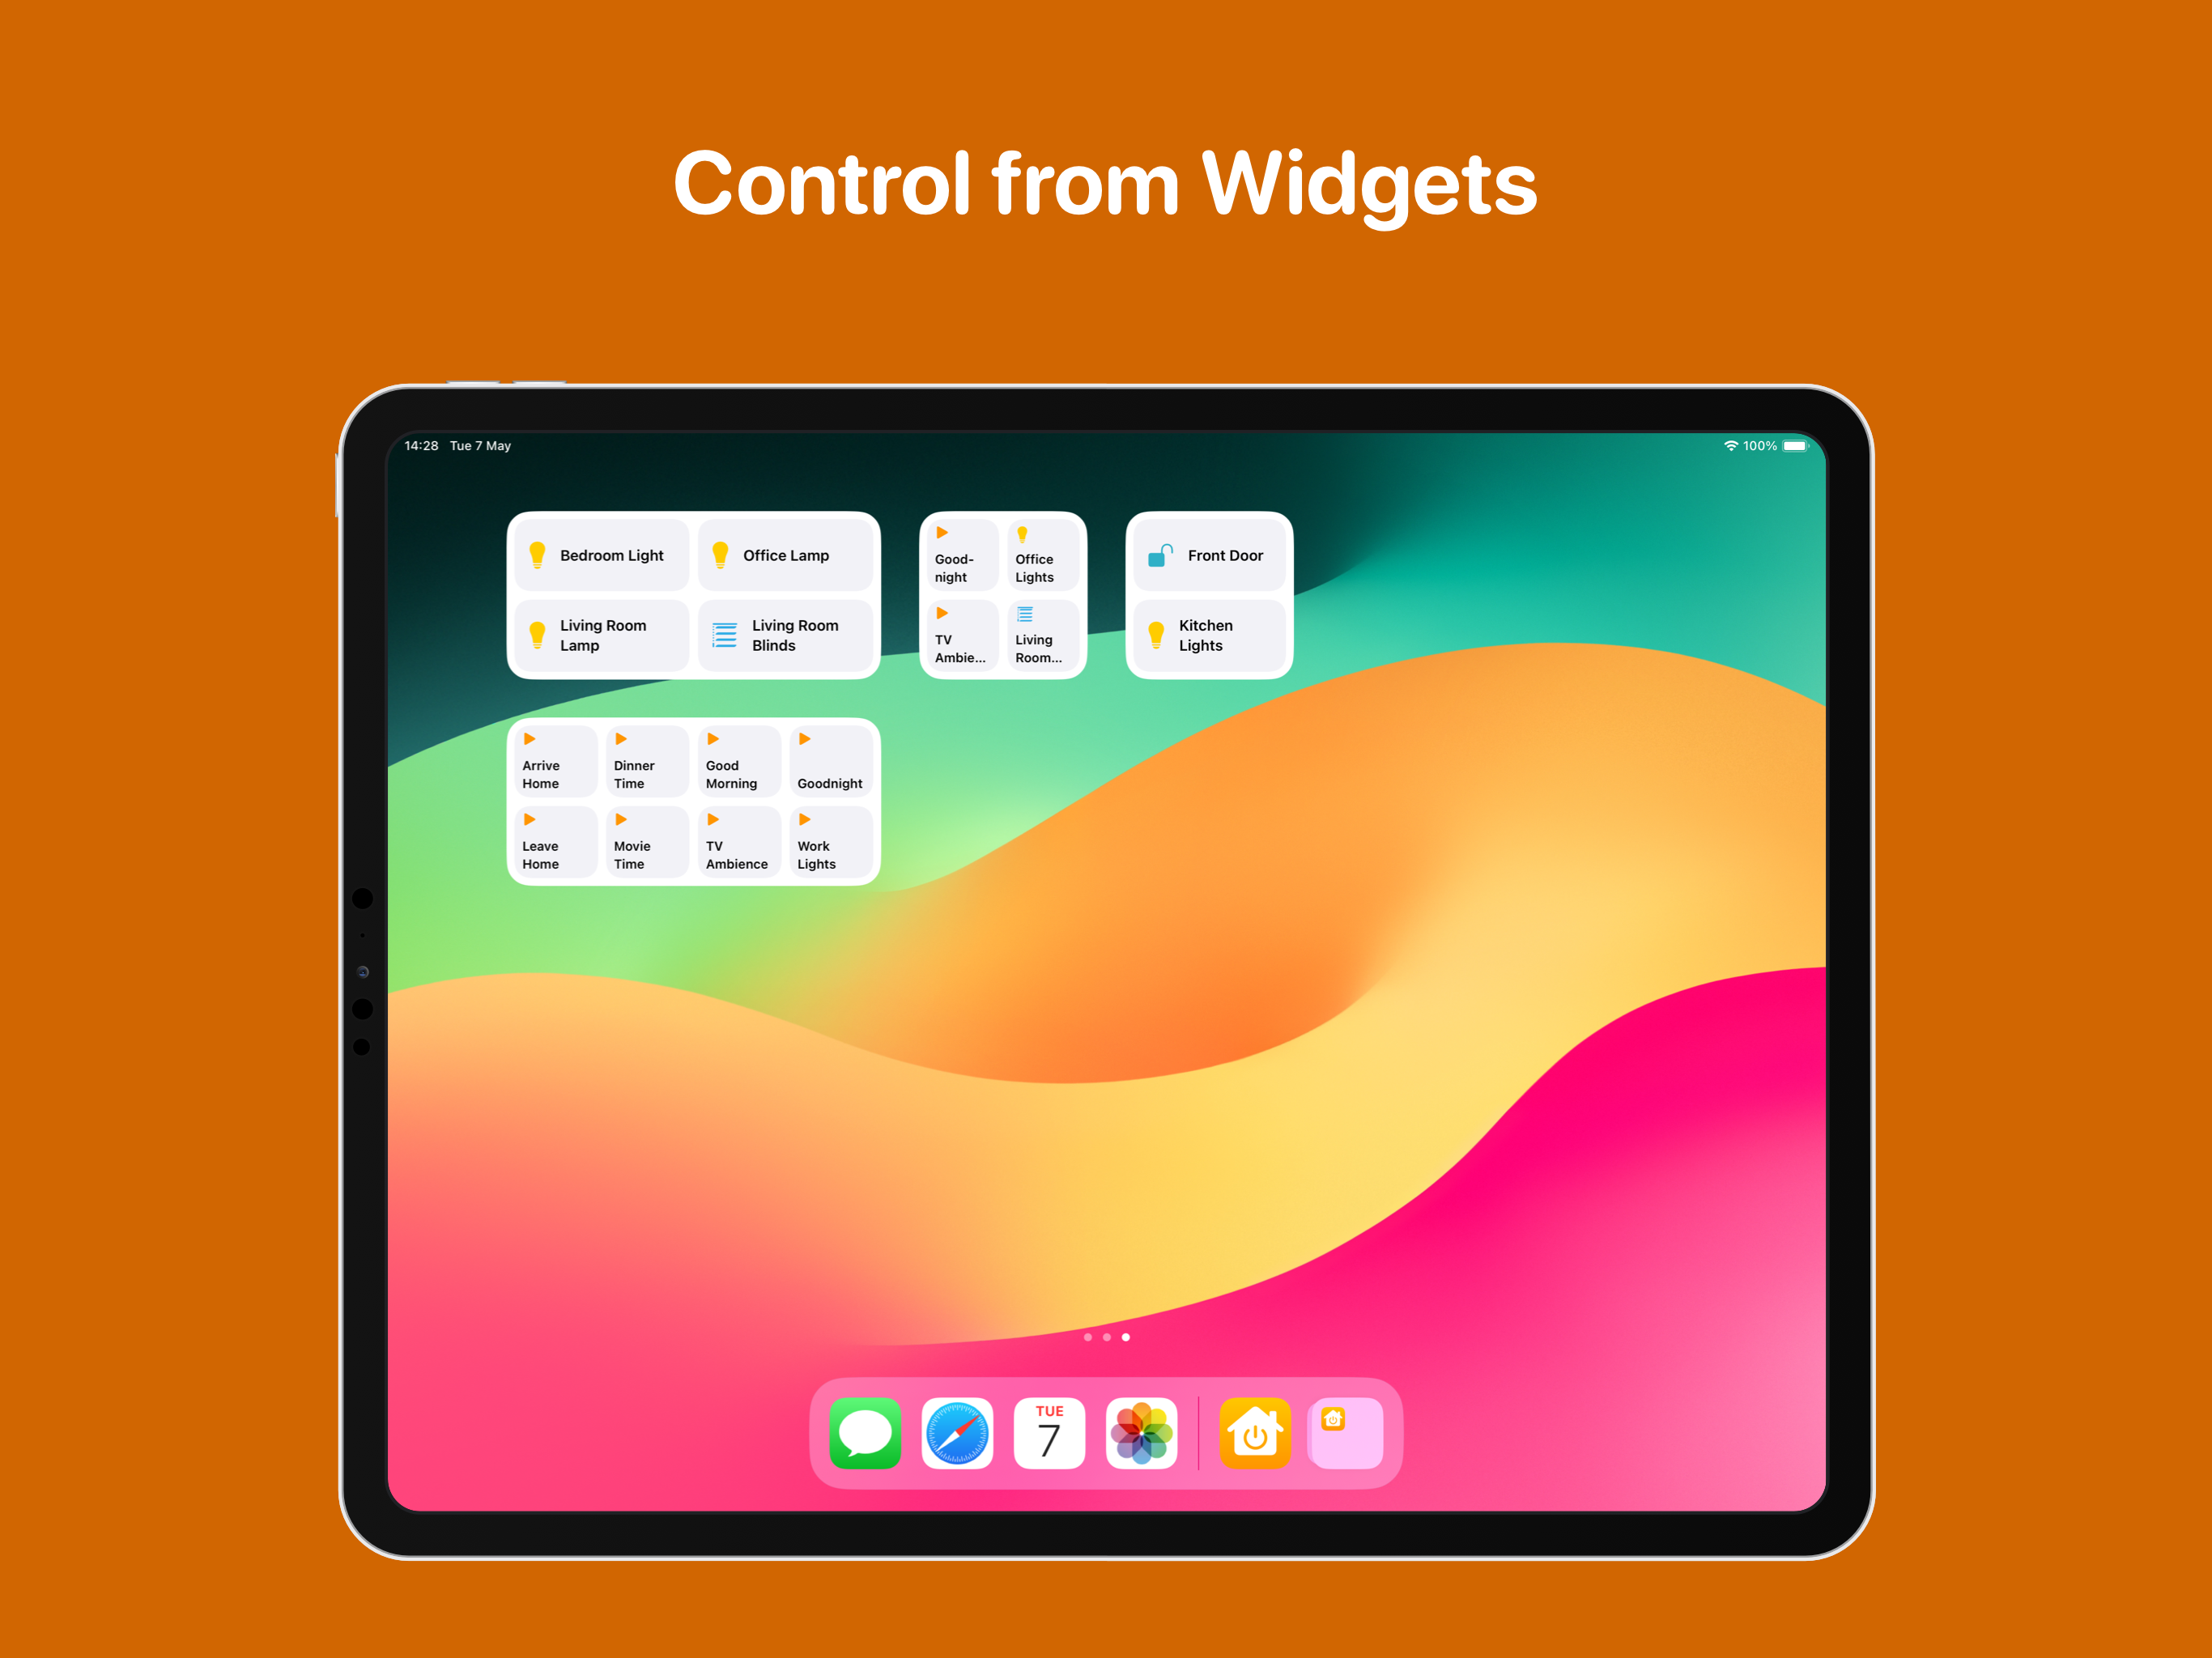 Control from Widgets
14:28 Tue 7 May
100%
Bedroom Light
Office Lamp
Living Room
Lamp
Living Room
Blinds
Good-
night
Office
Lights
TV
Ambie...
Living
Room...
Front Door
Kitchen
Lights
Arrive
Home
Dinner
Time
Good
Morning
Goodnight
Leave
Home
Movie
Time
TV
Ambience
Work
Lights
TUE
7